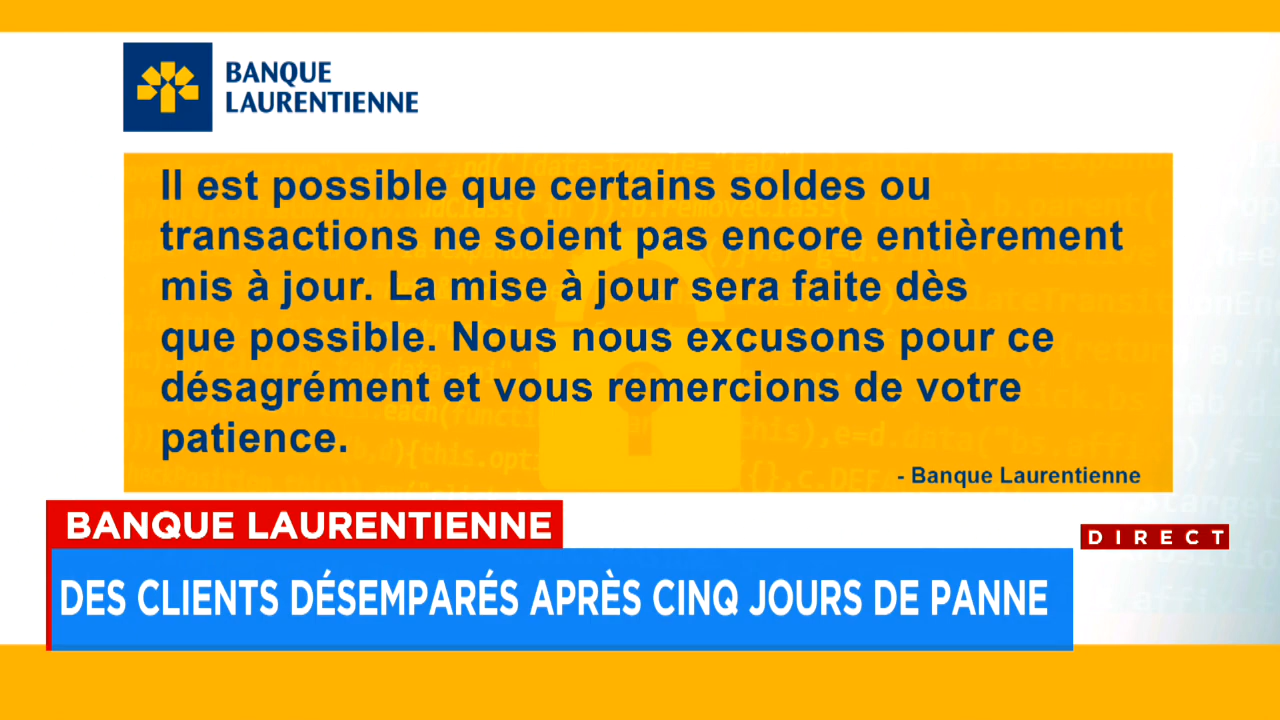 BANQUE
LAURENTIENNE
Il est possible que certains soldes ou
transactions ne soient pas encore entièrement
mis à jour. La mise à jour sera faite dès
que possible. Nous nous excusons pour ce
désagrément et vous remercions de votre
patience.
- Banque Laurentienne
BANQUE LAURENTIENNE
DIRECT
DES CLIENTS DÉSEMPARÉS APRÈS CINQ JOURS DE PANNE